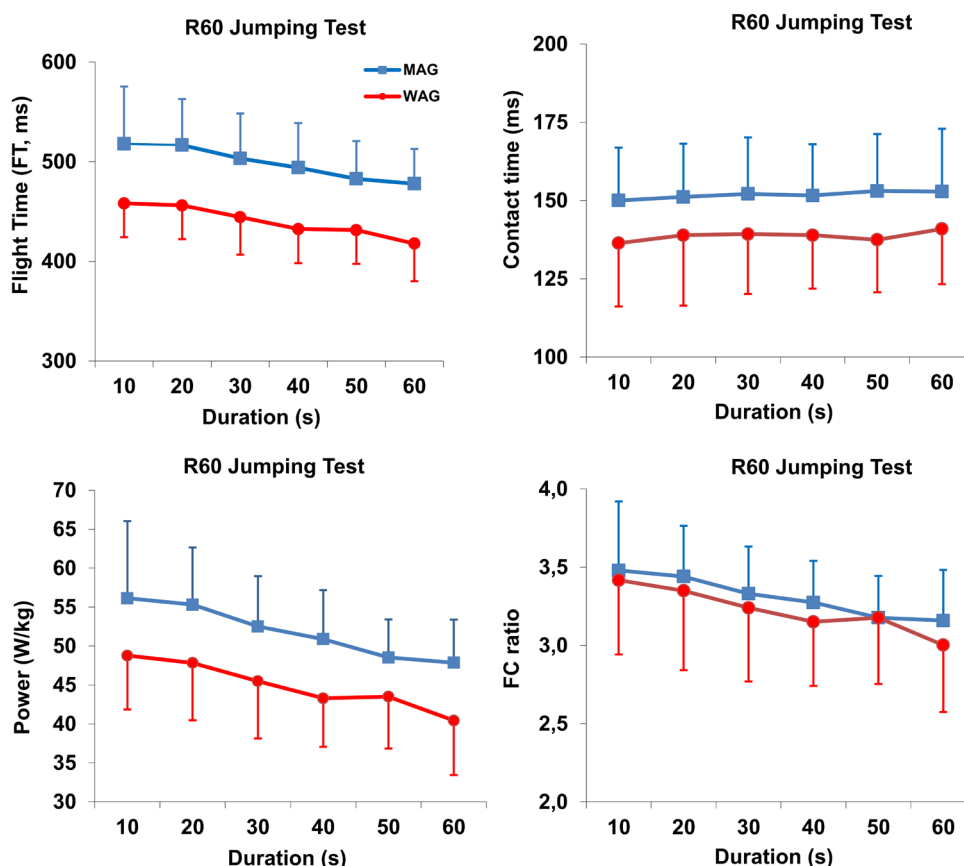 R60 Jumping Test
600
500
400
300
Flight Time (FT, ms)
MAG
WAG
10 20 30 40 50 60
Duration (s)
R60 Jumping Test
200
175
150
125
100
Contact time (ms)
10 20 30 40 50 60
Duration (s)
R60 Jumping Test
70
65
60
55
50
45
40
35
30
Power (W/kg)
10 20 30 40 50 60
Duration (s)
R60 Jumping Test
4,0
3,5
3,0
2,5
2,0
FC ratio
10 20 30 40 50 60
Duration (s)